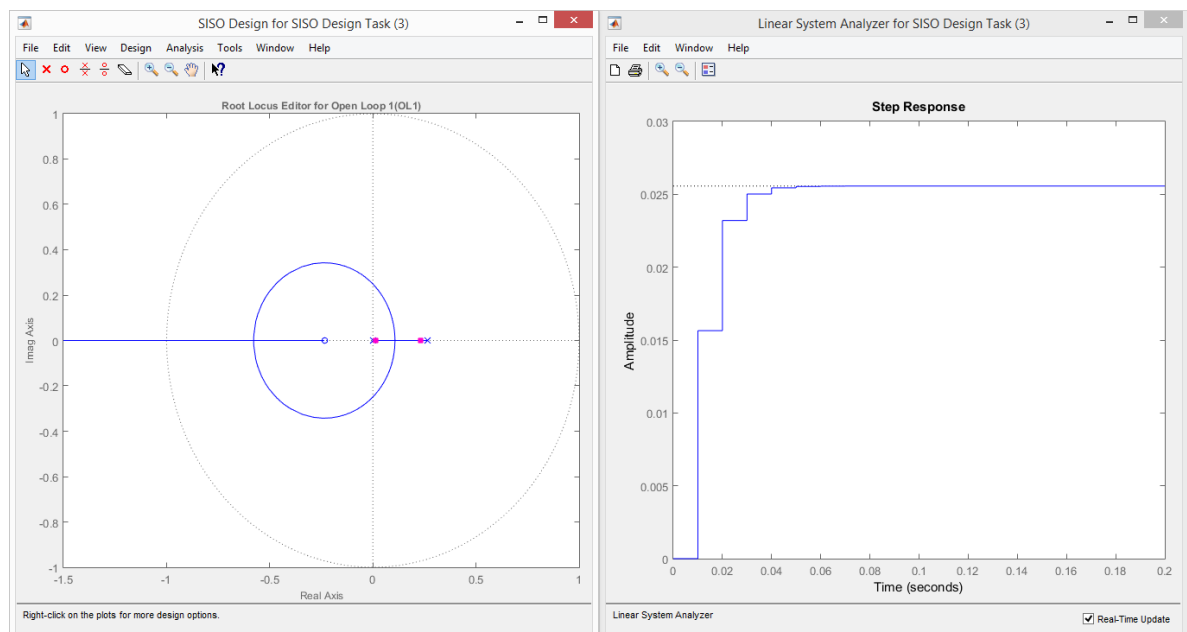 SISO Design for SISO Design Task (3)
File Edit View Design Analysis Tools Window Help
Root Locus Editor for Open Loop 1(OL1)
1
0.8
0.6
0.4
0.2
0
-0.2
-0.4
-0.6
-0.8
-1
Imag Axis
-1.5 -1 -0.5 0 0.5 1
Real Axis
Right-click on the plots for more design options.
Linear System Analyzer for SISO Design Task (3)
File Edit Window Help
Step Response
0.03
0.025
0.02
0.015
0.01
0.005
0
Amplitude
0 0.02 0.04 0.06 0.08 0.1 0.12 0.14 0.16 0.18 0.2
Time (seconds)
Linear System Analyzer
Real-Time Update